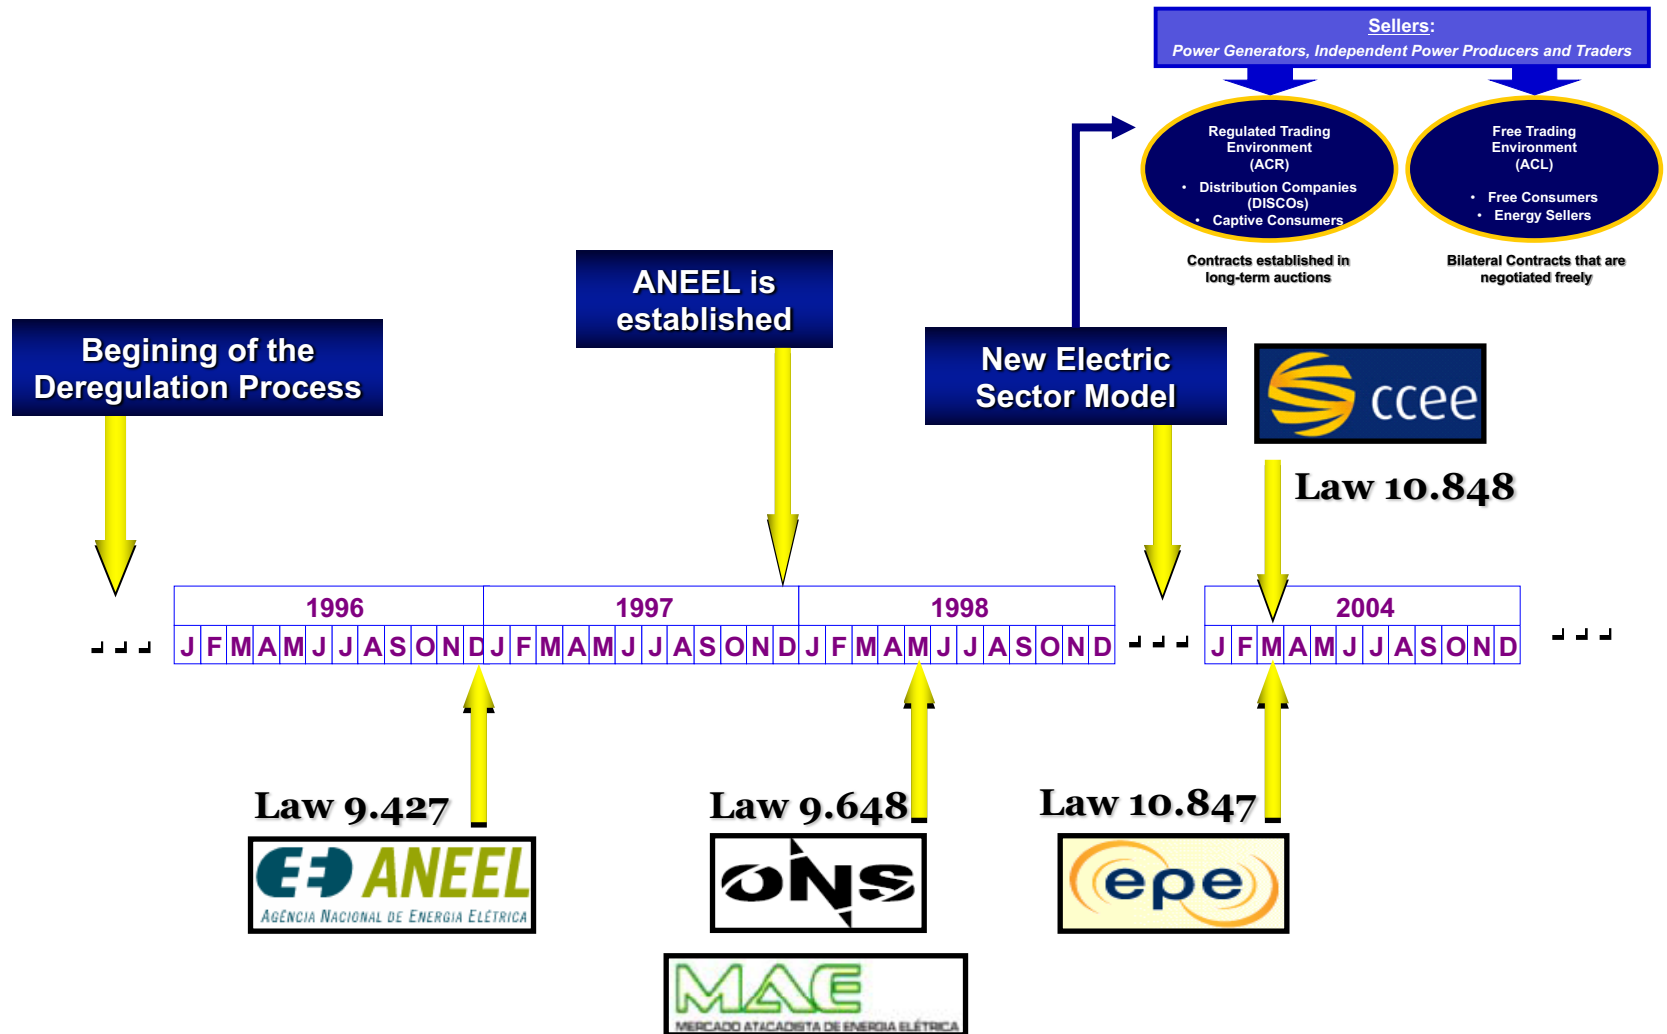 Sellers:
Power Generators, Independent Power Producers and Traders
Regulated Trading
Environment
(ACR)
• Distribution Companies
(DISCOs)
• Captive Consumers
Free Trading
Environment
(ACL)
• Free Consumers
• Energy Sellers
Contracts established in
long-term auctions
Bilateral Contracts that are
negotiated freely
ANEEL is
established
Begining of the
Deregulation Process
New Electric
Sector Model
ccee
Law 10.848
1996
1997
1998
2004
J F M A M J J A S O N D J F M A M J J A S O N D J F M A M J J A S O N D
J F M A M J J A S O N D
Law 9.427
ANEEL
AGÊNCIA NACIONAL DE ENERGIA ELÉTRICA
Law 9.648
ONS
MAE
MERCADO ATACADISTA DE ENERGIA ELÉTRICA
Law 10.847
epe